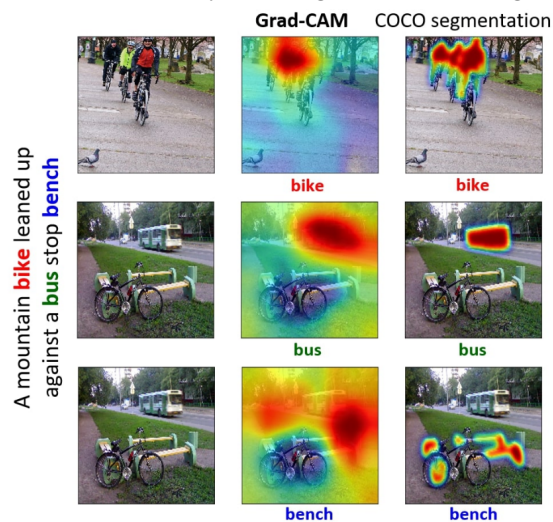 Grad-CAM COCO segmentation
A mountain bike leaned up
against a bus stop bench
bike bike
bus bus
bench bench